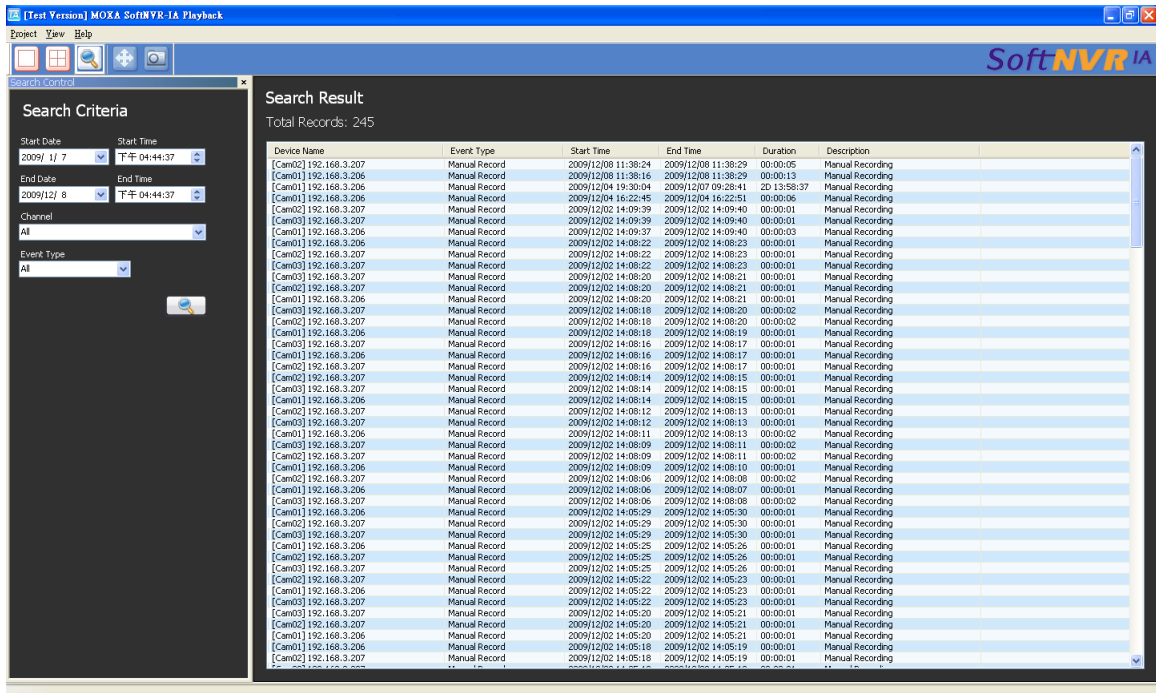 [Test Version] MOXA SoftNVR-IA Playback
Project View Help
SoftNVR IA
Search Control
Search Criteria
Start Date Start Time
2009/ 1/ 7 下午 04:44:37
End Date End Time
2009/12/ 8 下午 04:44:37
Channel
All
Event Type
All
Search Result
Total Records: 245
Device Name Event Type Start Time End Time Duration Description
[Cam02] 192.168.3.207 Manual Record 2009/12/08 11:38:24 2009/12/08 11:38:29 00:00:05 Manual Recording
[Cam01] 192.168.3.206 Manual Record 2009/12/08 11:38:16 2009/12/08 11:38:29 00:00:13 Manual Recording
[Cam01] 192.168.3.206 Manual Record 2009/12/04 19:30:04 2009/12/07 09:28:41 2D 13:58:37 Manual Recording
[Cam01] 192.168.3.206 Manual Record 2009/12/04 16:22:45 2009/12/04 16:22:51 00:00:06 Manual Recording
[Cam02] 192.168.3.207 Manual Record 2009/12/02 14:09:39 2009/12/02 14:09:40 00:00:01 Manual Recording
[Cam03] 192.168.3.207 Manual Record 2009/12/02 14:09:39 2009/12/02 14:09:40 00:00:01 Manual Recording
[Cam01] 192.168.3.206 Manual Record 2009/12/02 14:09:37 2009/12/02 14:09:40 00:00:03 Manual Recording
[Cam01] 192.168.3.206 Manual Record 2009/12/02 14:08:22 2009/12/02 14:08:23 00:00:01 Manual Recording
[Cam02] 192.168.3.207 Manual Record 2009/12/02 14:08:22 2009/12/02 14:08:23 00:00:01 Manual Recording
[Cam03] 192.168.3.207 Manual Record 2009/12/02 14:08:22 2009/12/02 14:08:23 00:00:01 Manual Recording
[Cam03] 192.168.3.207 Manual Record 2009/12/02 14:08:20 2009/12/02 14:08:21 00:00:01 Manual Recording
[Cam02] 192.168.3.207 Manual Record 2009/12/02 14:08:20 2009/12/02 14:08:21 00:00:01 Manual Recording
[Cam01] 192.168.3.206 Manual Record 2009/12/02 14:08:20 2009/12/02 14:08:21 00:00:01 Manual Recording
[Cam03] 192.168.3.207 Manual Record 2009/12/02 14:08:18 2009/12/02 14:08:20 00:00:02 Manual Recording
[Cam02] 192.168.3.207 Manual Record 2009/12/02 14:08:18 2009/12/02 14:08:20 00:00:02 Manual Recording
[Cam01] 192.168.3.206 Manual Record 2009/12/02 14:08:18 2009/12/02 14:08:19 00:00:01 Manual Recording
[Cam03] 192.168.3.207 Manual Record 2009/12/02 14:08:16 2009/12/02 14:08:17 00:00:01 Manual Recording
[Cam01] 192.168.3.206 Manual Record 2009/12/02 14:08:16 2009/12/02 14:08:17 00:00:01 Manual Recording
[Cam02] 192.168.3.207 Manual Record 2009/12/02 14:08:16 2009/12/02 14:08:17 00:00:01 Manual Recording
[Cam02] 192.168.3.207 Manual Record 2009/12/02 14:08:14 2009/12/02 14:08:15 00:00:01 Manual Recording
[Cam03] 192.168.3.207 Manual Record 2009/12/02 14:08:14 2009/12/02 14:08:15 00:00:01 Manual Recording
[Cam01] 192.168.3.206 Manual Record 2009/12/02 14:08:14 2009/12/02 14:08:15 00:00:01 Manual Recording
[Cam02] 192.168.3.207 Manual Record 2009/12/02 14:08:12 2009/12/02 14:08:13 00:00:01 Manual Recording
[Cam03] 192.168.3.207 Manual Record 2009/12/02 14:08:12 2009/12/02 14:08:13 00:00:01 Manual Recording
[Cam01] 192.168.3.206 Manual Record 2009/12/02 14:08:11 2009/12/02 14:08:13 00:00:02 Manual Recording
[Cam03] 192.168.3.207 Manual Record 2009/12/02 14:08:09 2009/12/02 14:08:11 00:00:02 Manual Recording
[Cam02] 192.168.3.207 Manual Record 2009/12/02 14:08:09 2009/12/02 14:08:11 00:00:02 Manual Recording
[Cam01] 192.168.3.206 Manual Record 2009/12/02 14:08:09 2009/12/02 14:08:10 00:00:01 Manual Recording
[Cam02] 192.168.3.207 Manual Record 2009/12/02 14:08:06 2009/12/02 14:08:08 00:00:02 Manual Recording
[Cam01] 192.168.3.206 Manual Record 2009/12/02 14:08:06 2009/12/02 14:08:07 00:00:01 Manual Recording
[Cam03] 192.168.3.207 Manual Record 2009/12/02 14:08:06 2009/12/02 14:08:08 00:00:02 Manual Recording
[Cam01] 192.168.3.206 Manual Record 2009/12/02 14:05:29 2009/12/02 14:05:30 00:00:01 Manual Recording
[Cam02] 192.168.3.207 Manual Record 2009/12/02 14:05:29 2009/12/02 14:05:30 00:00:01 Manual Recording
[Cam03] 192.168.3.207 Manual Record 2009/12/02 14:05:29 2009/12/02 14:05:30 00:00:01 Manual Recording
[Cam01] 192.168.3.206 Manual Record 2009/12/02 14:05:25 2009/12/02 14:05:26 00:00:01 Manual Recording
[Cam02] 192.168.3.207 Manual Record 2009/12/02 14:05:25 2009/12/02 14:05:26 00:00:01 Manual Recording
[Cam03] 192.168.3.207 Manual Record 2009/12/02 14:05:25 2009/12/02 14:05:26 00:00:01 Manual Recording
[Cam02] 192.168.3.207 Manual Record 2009/12/02 14:05:22 2009/12/02 14:05:23 00:00:01 Manual Recording
[Cam01] 192.168.3.206 Manual Record 2009/12/02 14:05:22 2009/12/02 14:05:23 00:00:01 Manual Recording
[Cam03] 192.168.3.207 Manual Record 2009/12/02 14:05:22 2009/12/02 14:05:23 00:00:01 Manual Recording
[Cam03] 192.168.3.207 Manual Record 2009/12/02 14:05:20 2009/12/02 14:05:21 00:00:01 Manual Recording
[Cam02] 192.168.3.207 Manual Record 2009/12/02 14:05:20 2009/12/02 14:05:21 00:00:01 Manual Recording
[Cam01] 192.168.3.206 Manual Record 2009/12/02 14:05:20 2009/12/02 14:05:21 00:00:01 Manual Recording
[Cam01] 192.168.3.206 Manual Record 2009/12/02 14:05:18 2009/12/02 14:05:19 00:00:01 Manual Recording
[Cam02] 192.168.3.207 Manual Record 2009/12/02 14:05:18 2009/12/02 14:05:19 00:00:01 Manual Recording